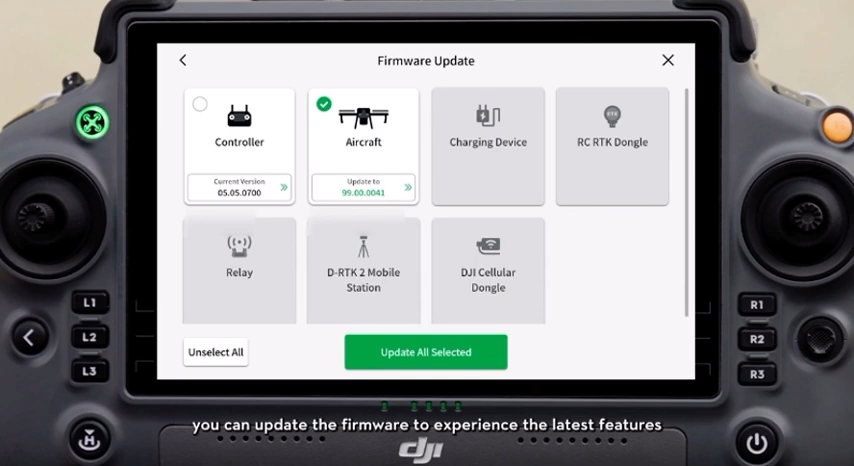 Firmware Update
Controller
Aircraft
Charging Device
RTK
RC RTK Dongle
Current Version
05.05.0700
Update to
99.00.0041
Relay
D-RTK 2 Mobile
Station
DJI Cellular
Dongle
Unselect All
Update All Selected
L1
L2
L3
R1
R2
R3
H
you can update the firmware to experience the latest features
dji